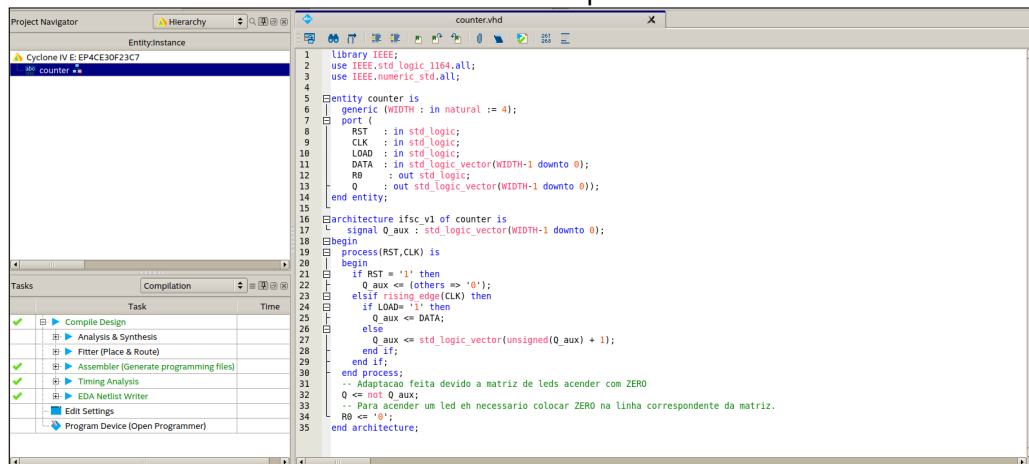 Project Navigator
Hierarchy
Entity:Instance
Cyclone IV E: EP4CE30F23C7
counter
Tasks
Compilation
Task
Time
Compile Design
Analysis & Synthesis
Fitter (Place & Route)
Assembler (Generate programming files)
Timing Analysis
EDA Netlist Writer
Edit Settings
Program Device (Open Programmer)
counter.vhd
267
268
1 library IEEE;
2 use IEEE.std_logic_1164.all;
3 use IEEE.numeric_std.all;
4
5 entity counter is
6 generic (WIDTH : in natural := 4);
7 port (
8 RST : in std_logic;
9 CLK : in std_logic;
10 LOAD : in std_logic;
11 DATA : in std_logic_vector(WIDTH-1 downto 0);
12 R0 : out std_logic;
13 Q : out std_logic_vector(WIDTH-1 downto 0));
14 end entity;
15
16 architecture ifsc_v1 of counter is
17 signal Q_aux : std_logic_vector(WIDTH-1 downto 0);
18 begin
19 process(RST,CLK) is
20 begin
21 if RST = '1' then
22 Q_aux <= (others => '0');
23 elsif rising_edge(CLK) then
24 if LOAD= '1' then
25 Q_aux <= DATA;
26 else
27 Q_aux <= std_logic_vector(unsigned(Q_aux) + 1);
28 end if;
29 end if;
30 end process;
31 -- Adaptacao feita devido a matriz de leds acender com ZERO
32 Q <= not Q_aux;
33 -- Para acender um led eh necessario colocar ZERO na linha correspondente da matriz.
34 R0 <= '0';
35 end architecture;